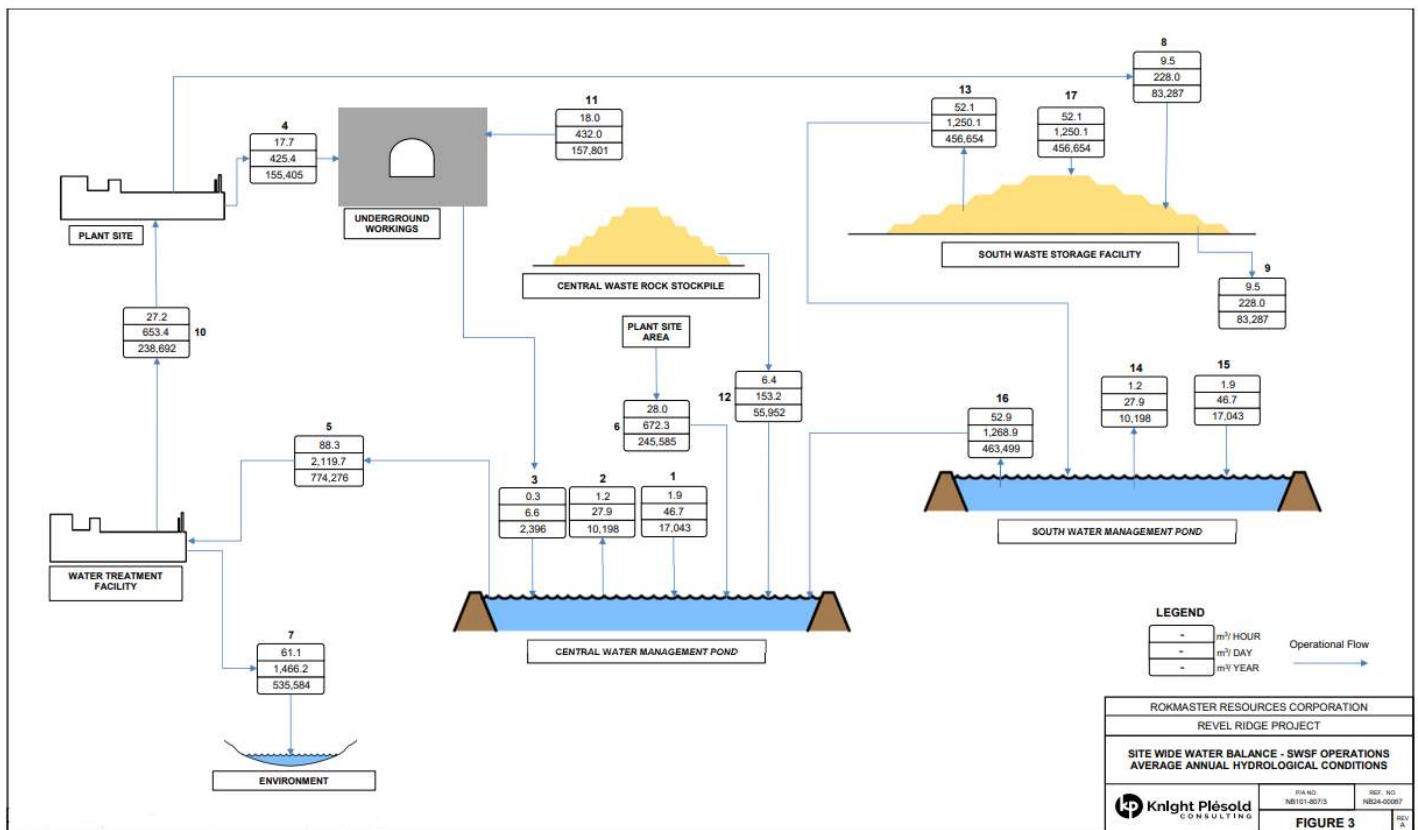 8
9.5
228.0
83,287
13
52.1
1,250.1
456,654
17
52.1
1,250.1
456,654
11
18.0
432.0
157,801
4
17.7
425.4
155,405
PLANT SITE
UNDERGROUND
WORKINGS
CENTRAL WASTE ROCK STOCKPILE
SOUTH WASTE STORAGE FACILITY
9
9.5
228.0
83,287
27.2
653.4
238,692
10
PLANT SITE
AREA
12
6.4
153.2
55,952
6
28.0
672.3
245,585
14
1.2
27.9
10,198
15
1.9
46.7
17,043
16
52.9
1,268.9
463,499
5
88.3
2,119.7
774,276
3
0.3
6.6
2,396
2
1.2
27.9
10,198
1
1.9
46.7
17,043
SOUTH WATER MANAGEMENT POND
WATER TREATMENT
FACILITY
7
61.1
1,466.2
535,584
CENTRAL WATER MANAGEMENT POND
ENVIRONMENT
LEGEND
- m³/ HOUR
- m³/ DAY
- m³/ YEAR
Operational Flow
ROKMASTER RESOURCES CORPORATION
REVEL RIDGE PROJECT
SITE WIDE WATER BALANCE - SWSF OPERATIONS
AVERAGE ANNUAL HYDROLOGICAL CONDITIONS
kp Knight Piésold
CONSULTING
P/A NO.
NB101-807/3
REF. NO.
NB24-00067
FIGURE 3
REV
A